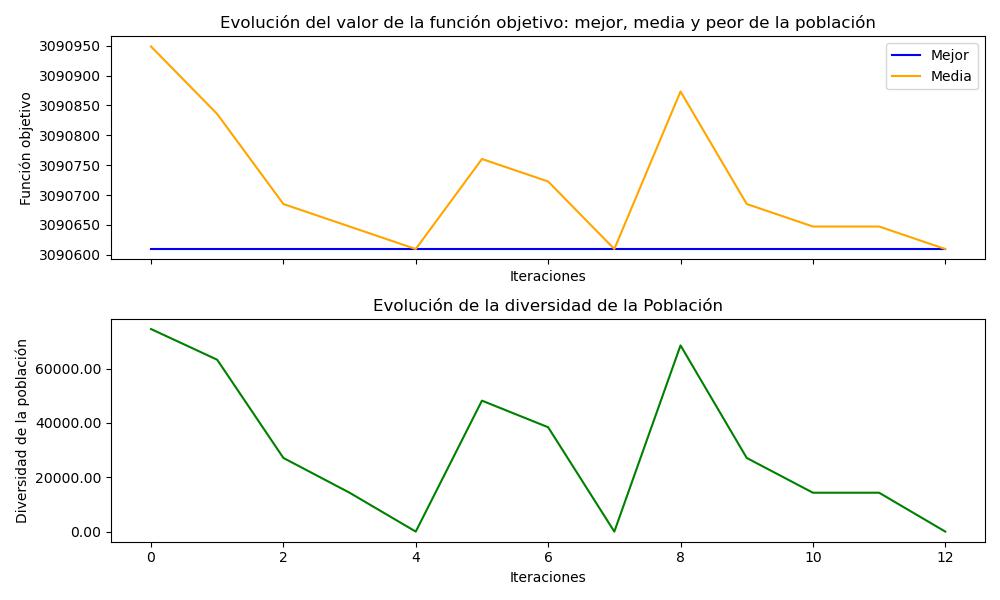 Evolución del valor de la función objetivo: mejor, media y peor de la población
3090950
3090900
3090850
3090800
3090750
3090700
3090650
3090600
Función objetivo
Mejor
Media
Iteraciones
Evolución de la diversidad de la Población
60000.00
40000.00
20000.00
0.00
Diversidad de la población
0 2 4 6 8 10 12
Iteraciones